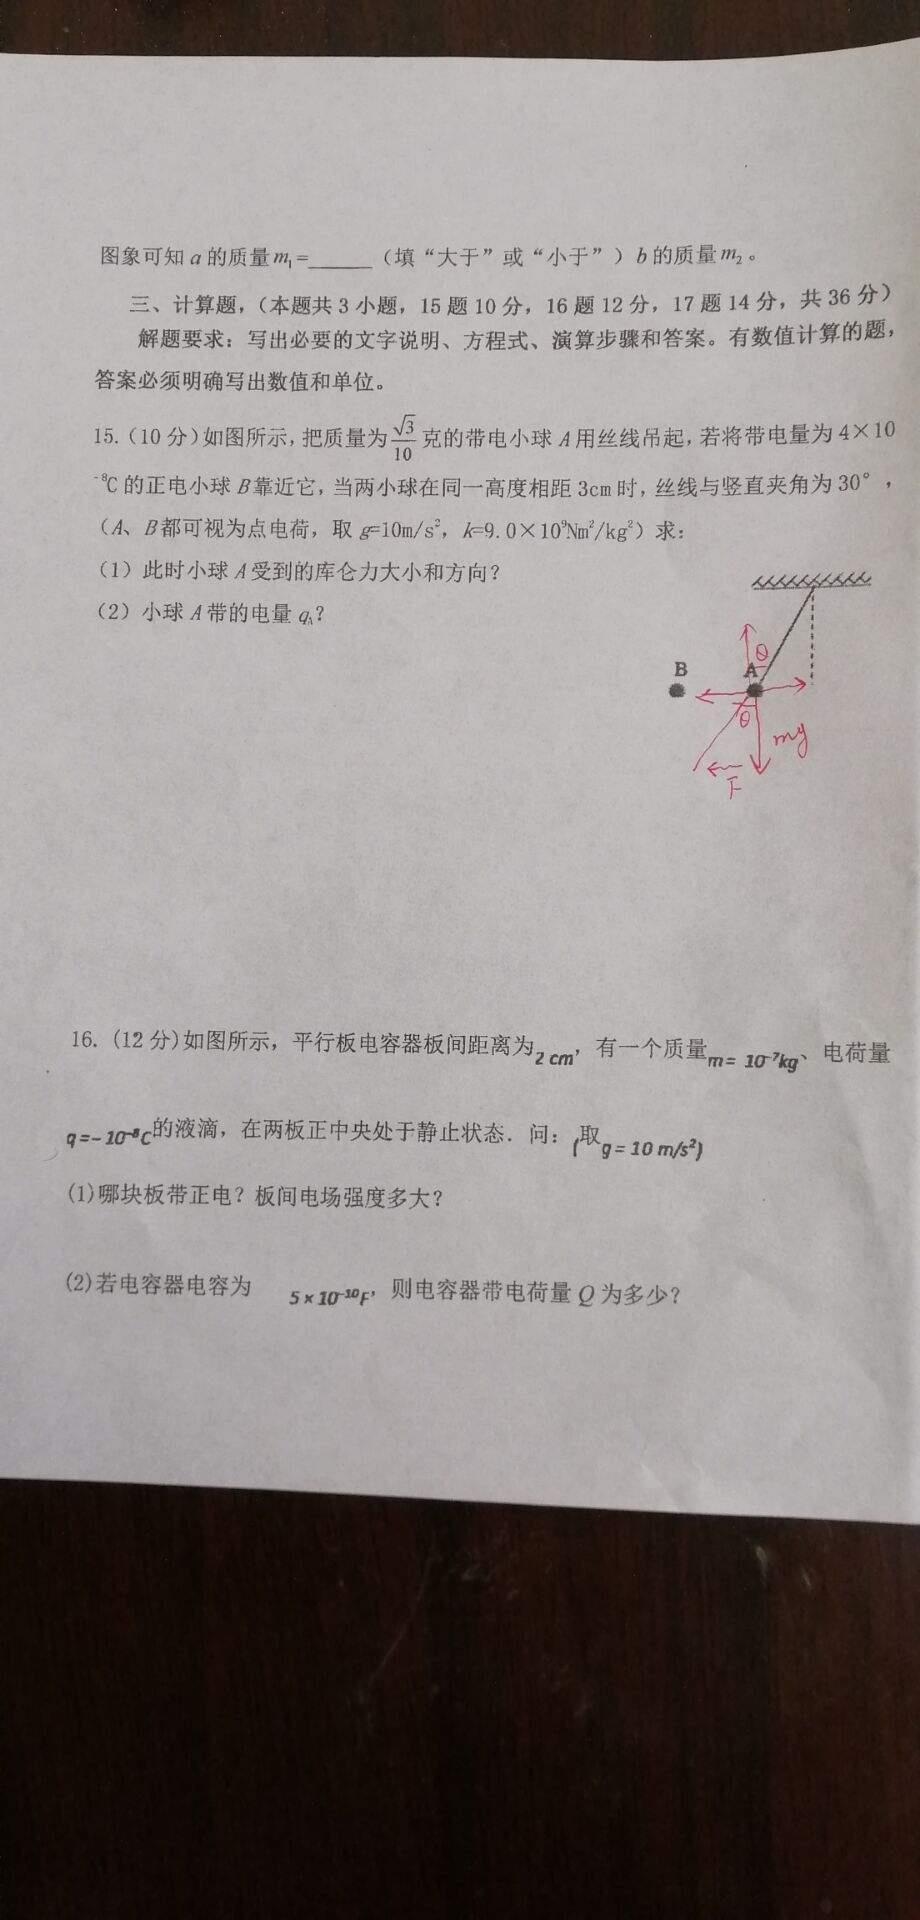 图象可知 a 的质量 m₁=______（填“大于”或“小于”）b 的质量 m₂。
三、计算题，（本题共 3 小题，15 题 10 分，16 题 12 分，17 题 14 分，共 36 分）
解题要求：写出必要的文字说明、方程式、演算步骤和答案。有数值计算的题，
答案必须明确写出数值和单位。
15.（10 分）如图所示，把质量为 √3/10 克的带电小球 A 用丝线吊起，若将带电量为 4×10
⁻⁸C 的正电小球 B 靠近它，当两小球在同一高度相距 3cm 时，丝线与竖直夹角为 30°，
（A、B 都可视为点电荷，取 g=10m/s²，k=9.0×10⁹Nm²/kg²）求：
（1）此时小球 A 受到的库仑力大小和方向？
（2）小球 A 带的电量 qA？
θ
B
A
θ
mg
F
16. (12 分)如图所示，平行板电容器板间距离为 2 cm，有一个质量 m = 10⁻⁷kg、电荷量
q = - 10⁻⁸C 的液滴，在两板正中央处于静止状态．问：(取 g = 10 m/s²)
(1)哪块板带正电？板间电场强度多大？
(2)若电容器电容为 5 × 10⁻¹⁰F，则电容器带电荷量 Q 为多少？